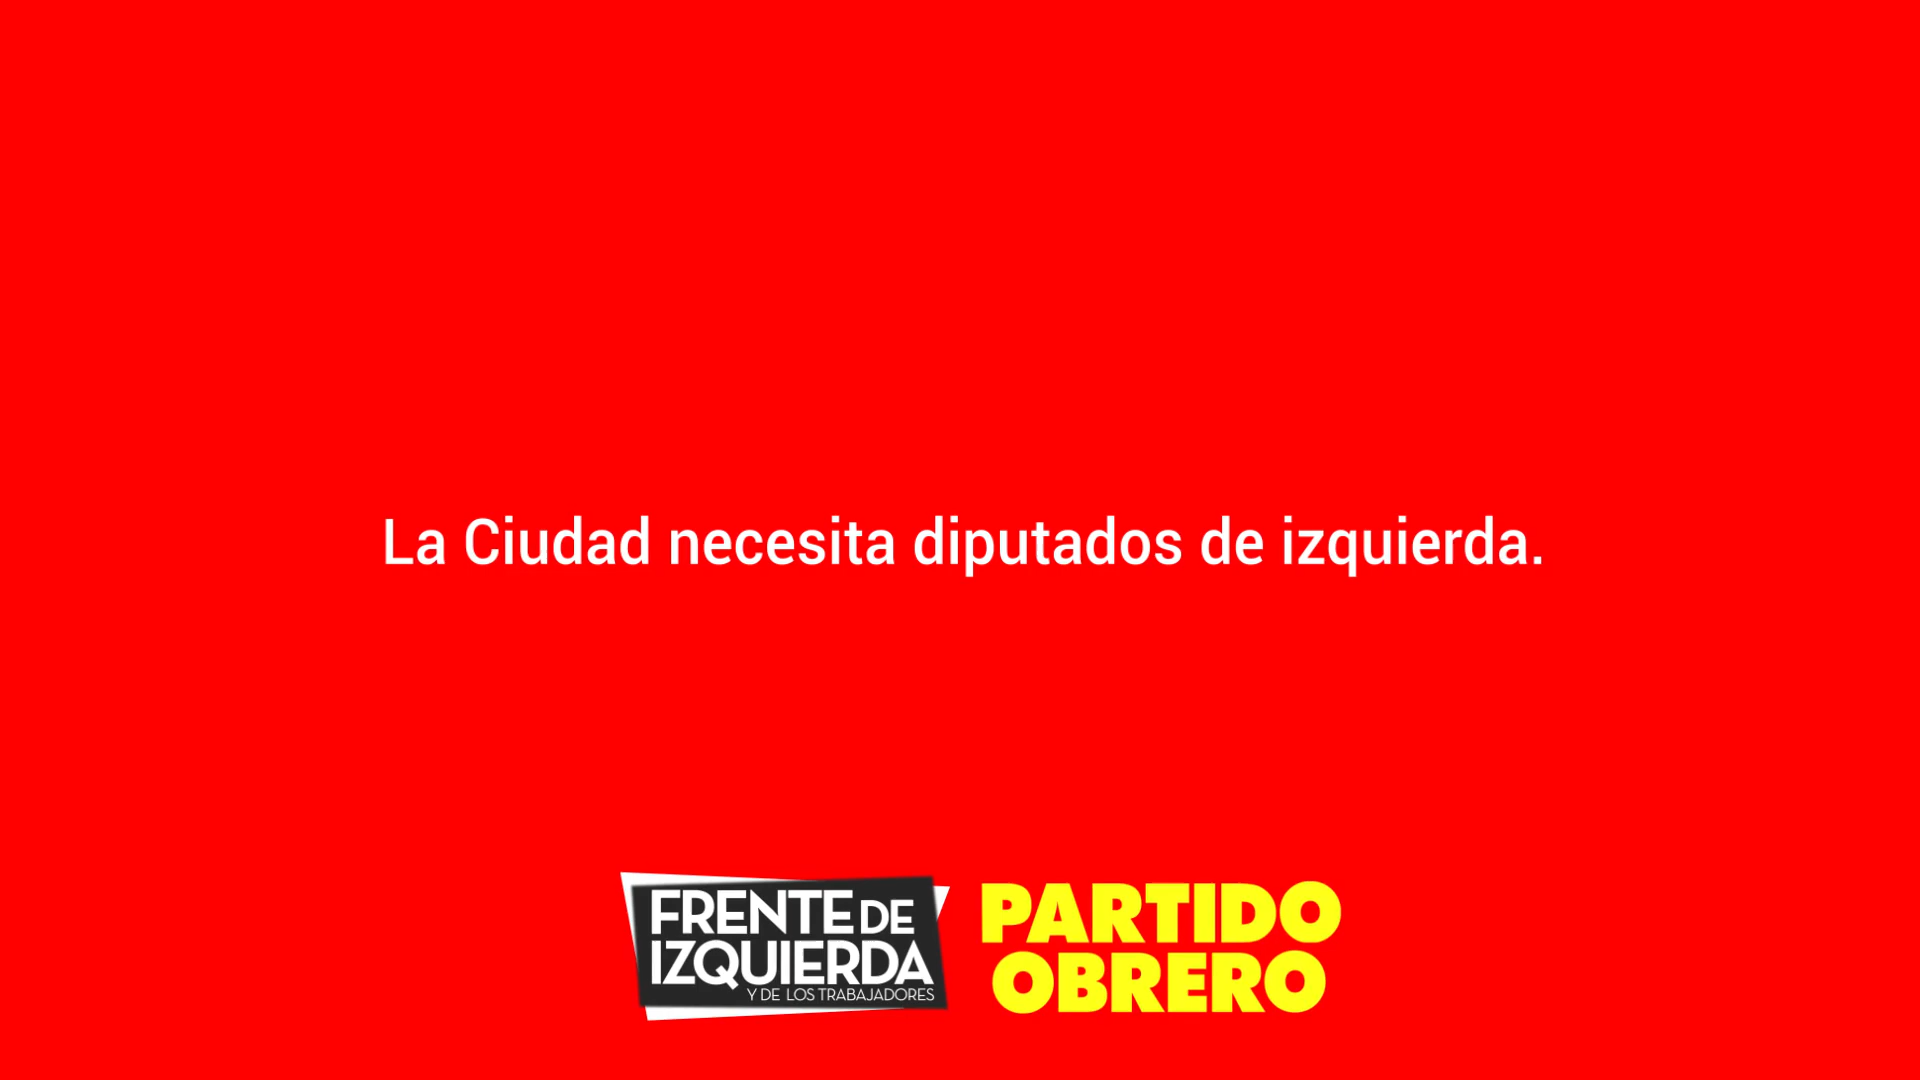 La Ciudad necesita diputados de izquierda.
FRENTE DE
IZQUIERDA
Y DE LOS TRABAJADORES
PARTIDO
OBRERO